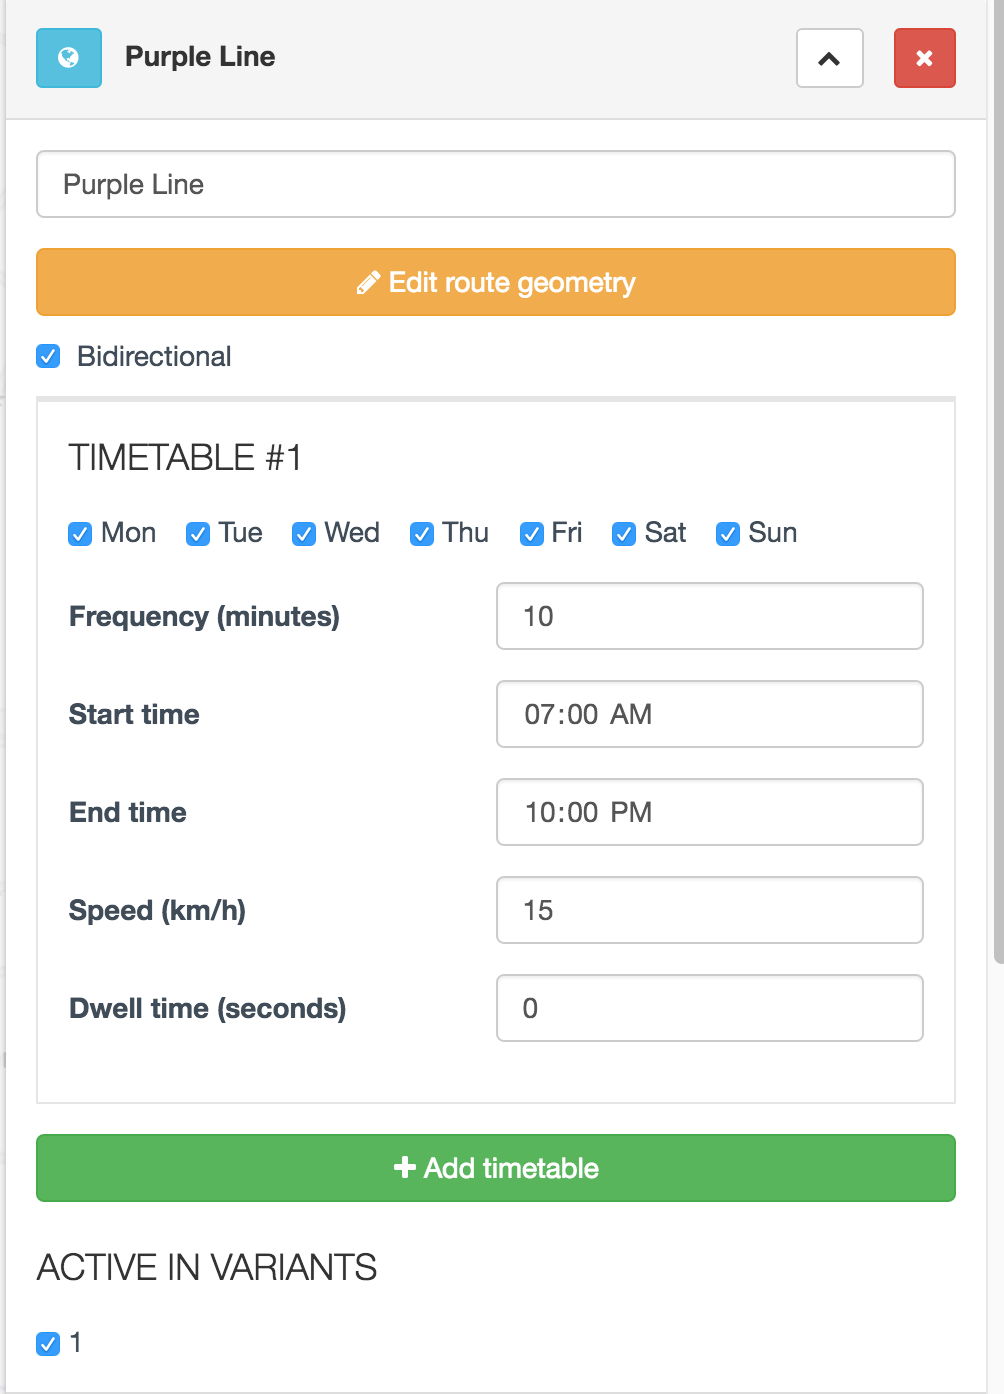 Purple Line
Purple Line
Edit route geometry
Bidirectional
TIMETABLE #1
Mon Tue Wed Thu Fri Sat Sun
Frequency (minutes) 10
Start time 07:00 AM
End time 10:00 PM
Speed (km/h) 15
Dwell time (seconds) 0
Add timetable
ACTIVE IN VARIANTS
1